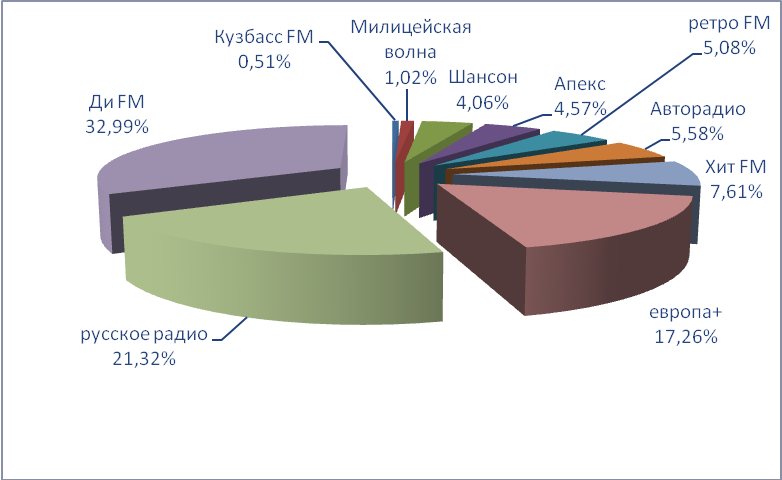 Кузбасс FM
0,51%
Милицейская
волна
1,02%
Шансон
4,06%
Апекс
4,57%
ретро FM
5,08%
Авторадио
5,58%
Хит FM
7,61%
европа+
17,26%
русское радио
21,32%
Ди FM
32,99%